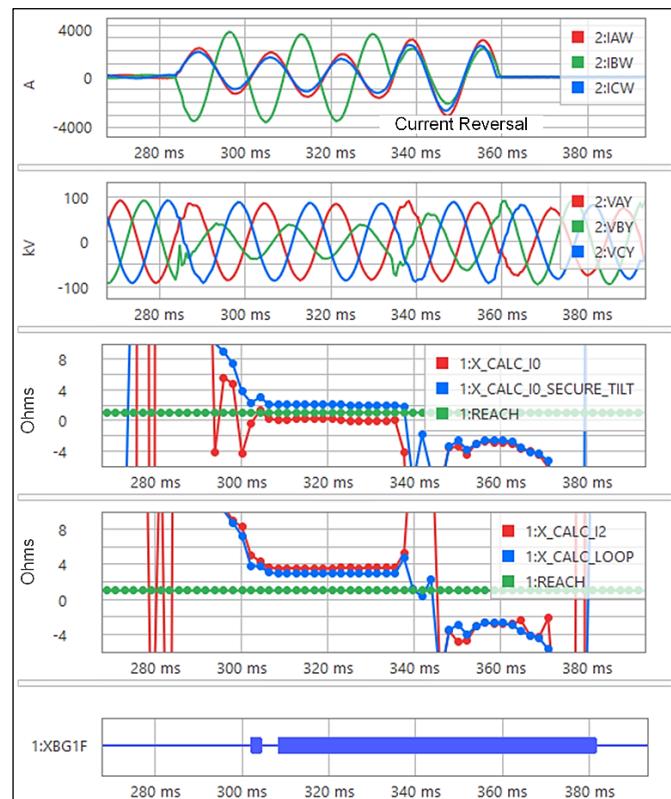 4000
0
-4000
A
2:IAW
2:IBW
2:ICW
Current Reversal
280 ms
300 ms
320 ms
340 ms
360 ms
380 ms
100
0
-100
kv
2:VAY
2:VBY
2:VCY
280 ms
300 ms
320 ms
340 ms
360 ms
380 ms
8
4
0
-4
Ohms
1:X_CALC_I0
1:X_CALC_I0_SECURE_TILT
1:REACH
280 ms
300 ms
320 ms
340 ms
360 ms
380 ms
8
4
0
-4
Ohms
1:X_CALC_I2
1:X_CALC_LOOP
1:REACH
280 ms
300 ms
320 ms
340 ms
360 ms
380 ms
1:XBG1F
280 ms
300 ms
320 ms
340 ms
360 ms
380 ms